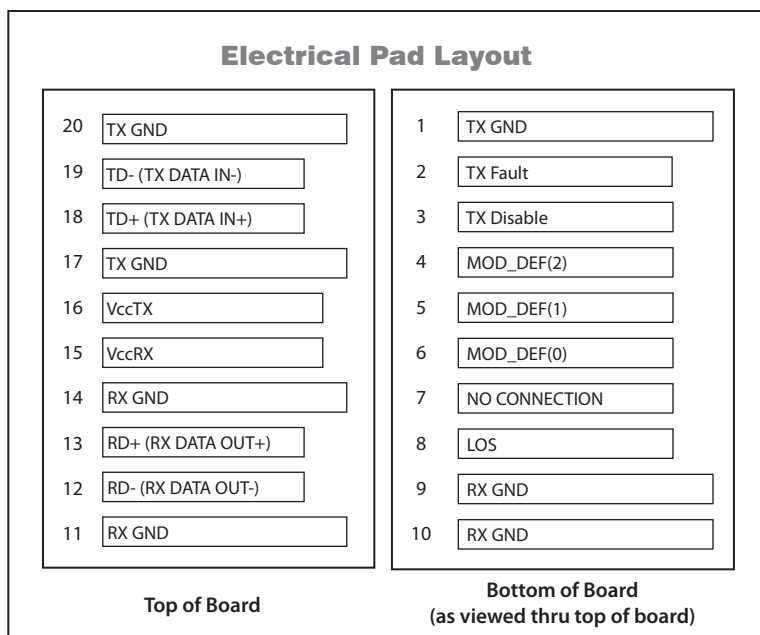 Electrical Pad Layout
20 TX GND
19 TD- (TX DATA IN-)
18 TD+ (TX DATA IN+)
17 TX GND
16 VccTX
15 VccRX
14 RX GND
13 RD+ (RX DATA OUT+)
12 RD- (RX DATA OUT-)
11 RX GND
Top of Board
1 TX GND
2 TX Fault
3 TX Disable
4 MOD_DEF(2)
5 MOD_DEF(1)
6 MOD_DEF(0)
7 NO CONNECTION
8 LOS
9 RX GND
10 RX GND
Bottom of Board
(as viewed thru top of board)